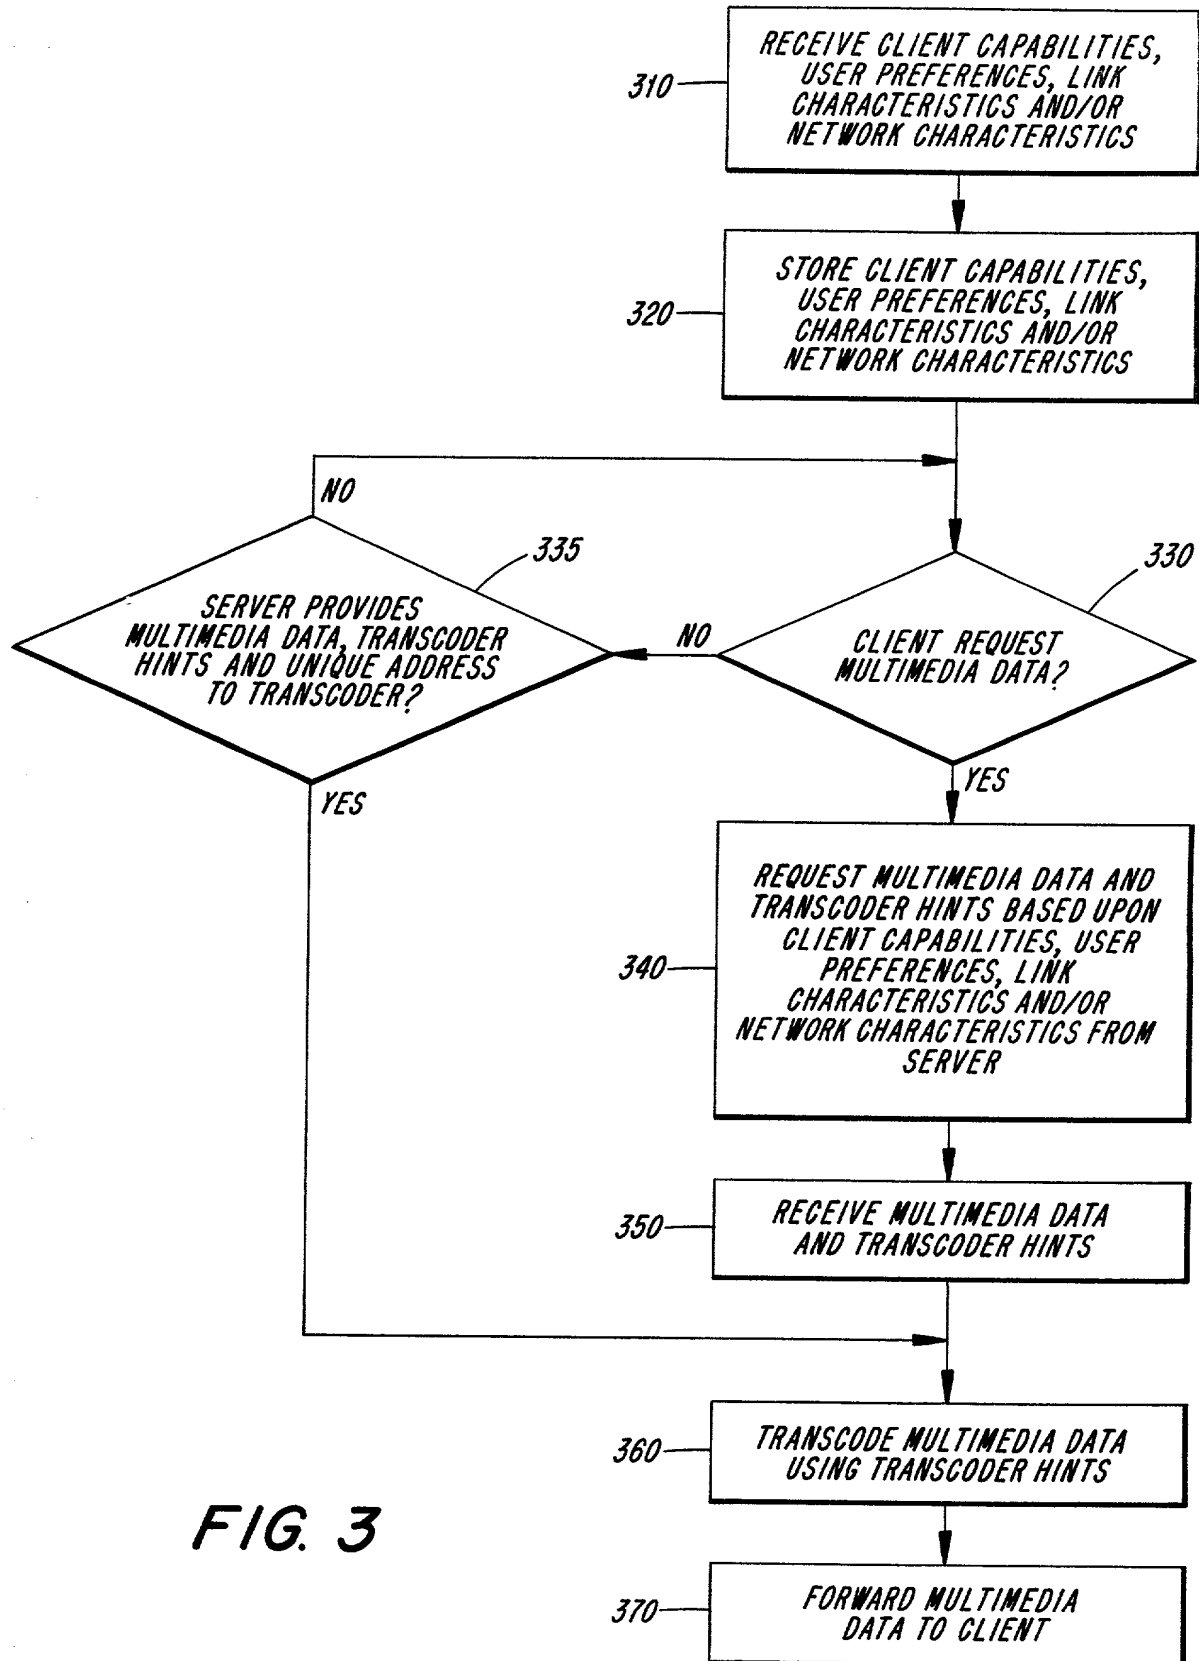 RECEIVE CLIENT CAPABILITIES,
USER PREFERENCES, LINK
CHARACTERISTICS AND/OR
NETWORK CHARACTERISTICS
310
STORE CLIENT CAPABILITIES,
USER PREFERENCES, LINK
CHARACTERISTICS AND/OR
NETWORK CHARACTERISTICS
320
NO
335
330
SERVER PROVIDES
MULTIMEDIA DATA, TRANSCODER
HINTS AND UNIQUE ADDRESS
TO TRANSCODER?
NO
CLIENT REQUEST
MULTIMEDIA DATA?
YES
YES
REQUEST MULTIMEDIA DATA AND
TRANSCODER HINTS BASED UPON
CLIENT CAPABILITIES, USER
PREFERENCES, LINK
CHARACTERISTICS AND/OR
NETWORK CHARACTERISTICS FROM
SERVER
340
RECEIVE MULTIMEDIA DATA
AND TRANSCODER HINTS
350
TRANSCODE MULTIMEDIA DATA
USING TRANSCODER HINTS
360
FORWARD MULTIMEDIA
DATA TO CLIENT
370
FIG. 3